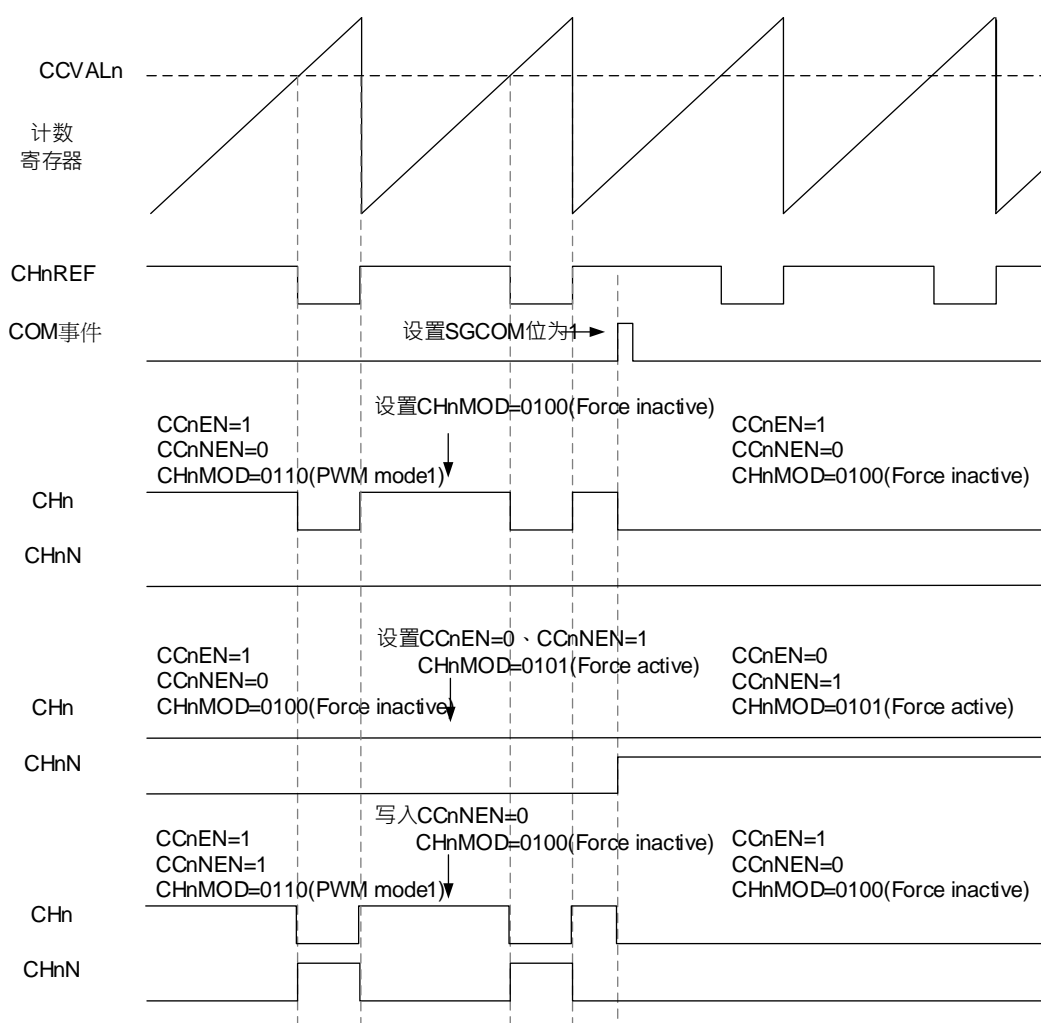 CCVALn
计数
寄存器
CHnREF
COM事件
设置SGCOM位为1
设置CHnMOD=0100(Force inactive)
CCnEN=1
CCnNEN=0
CHnMOD=0110(PWM mode1)
CCnEN=1
CCnNEN=0
CHnMOD=0100(Force inactive)
CHn
CHnN
设置CCnEN=0、CCnNEN=1
CHnMOD=0101(Force active)
CCnEN=1
CCnNEN=0
CHnMOD=0100(Force inactive)
CCnEN=0
CCnNEN=1
CHnMOD=0101(Force active)
CHn
CHnN
写入CCnNEN=0
CHnMOD=0100(Force inactive)
CCnEN=1
CCnNEN=1
CHnMOD=0110(PWM mode1)
CCnEN=1
CCnNEN=0
CHnMOD=0100(Force inactive)
CHn
CHnN